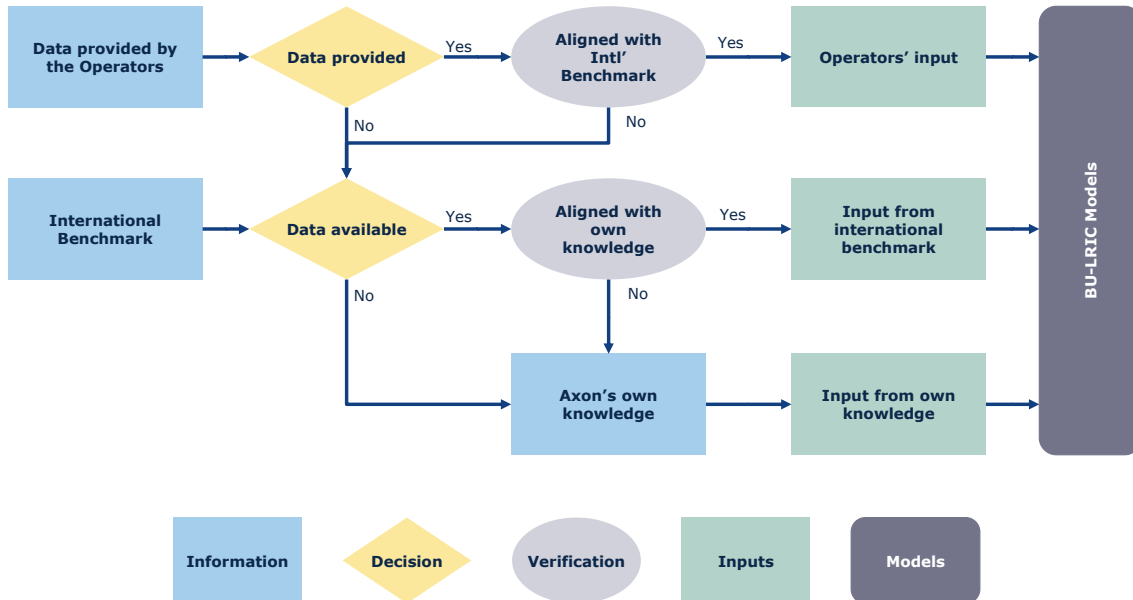 Data provided by
the Operators
Data provided
Yes
Aligned with
Intl’
Benchmark
Yes
Operators’ input
No
No
International
Benchmark
Data available
Yes
Aligned with
own
knowledge
Yes
Input from
international
benchmark
No
No
Axon’s own
knowledge
Input from own
knowledge
BU-LRIC Models
Information
Decision
Verification
Inputs
Models